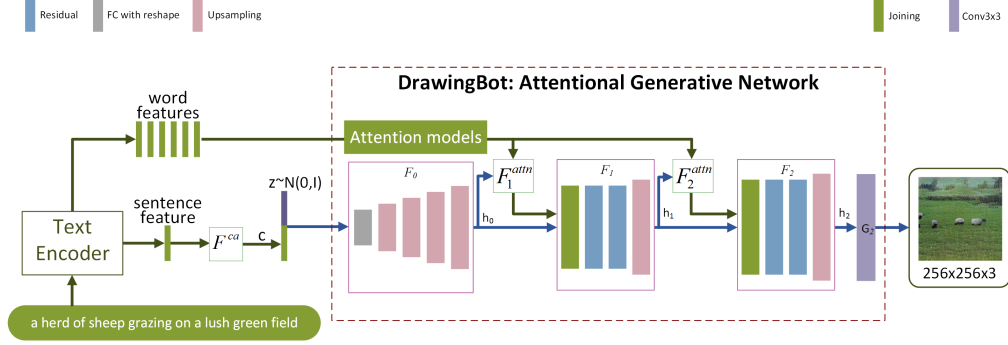 Residual
FC with reshape
Upsampling
Joining
Conv3x3
DrawingBot: Attentional Generative Network
word
features
Attention models
F₀
F₁ᵃᵗᵗⁿ
F₁
F₂ᵃᵗᵗⁿ
F₂
z~N(0,I)
sentence
feature
Text
Encoder
Fᶜᵃ
c
h₀
h₁
h₂
G₂
256x256x3
a herd of sheep grazing on a lush green field